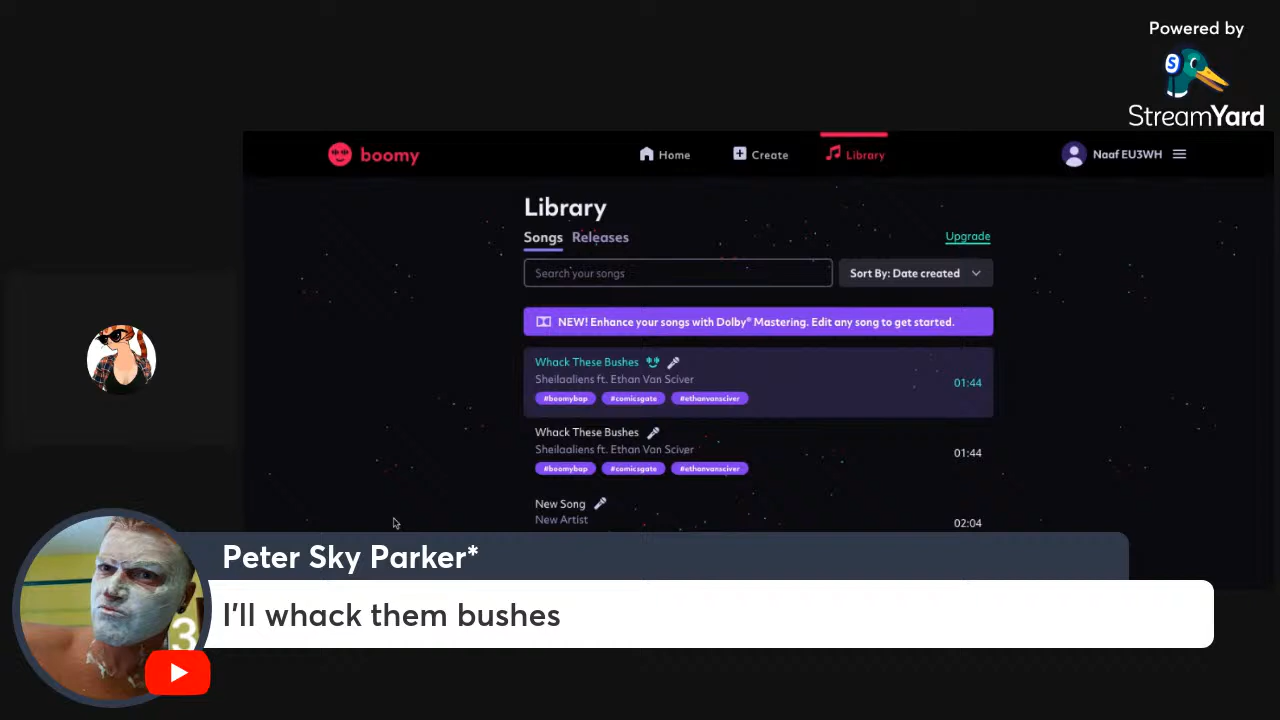 Powered by
StreamYard
boomy
Home
Create
Library
Naaf EU3WH
Library
Songs Releases
Upgrade
Search your songs
Sort By: Date created
NEW! Enhance your songs with Dolby® Mastering. Edit any song to get started.
Whack These Bushes
Sheilaaliens ft. Ethan Van Sciver
01:44
#boomybap #comicsgate #ethanvansciver
Whack These Bushes
Sheilaaliens ft. Ethan Van Sciver
01:44
#boomybap #comicsgate #ethanvansciver
New Song
New Artist
02:04
Peter Sky Parker*
I'll whack them bushes
3